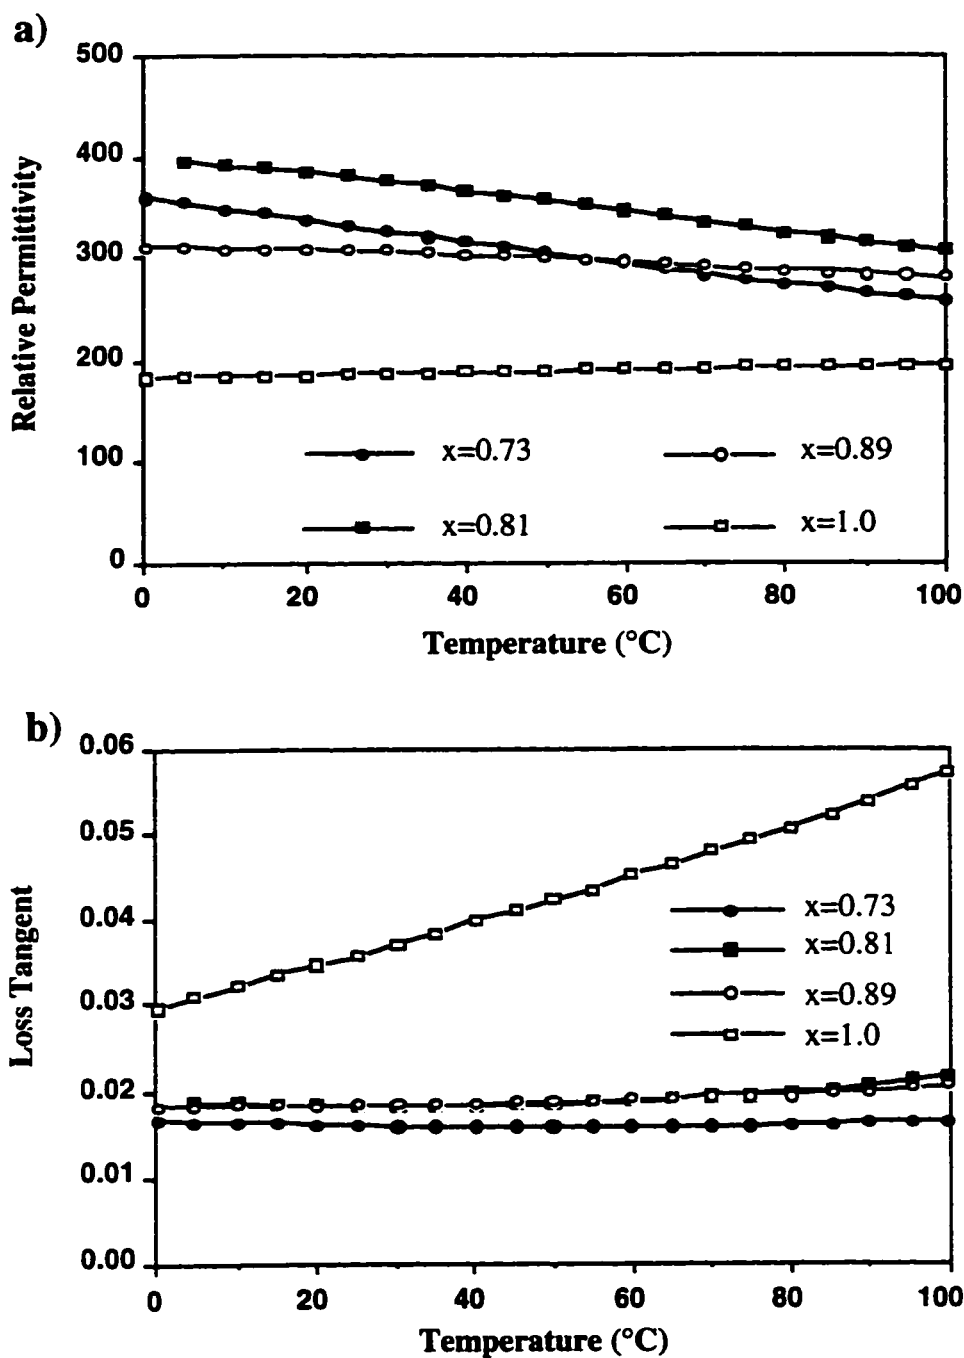 a)
500
400
300
200
100
0
Relative Permittivity
x=0.73
x=0.89
x=0.81
x=1.0
0 20 40 60 80 100
Temperature (°C)
b)
0.06
0.05
0.04
0.03
0.02
0.01
0.00
Loss Tangent
x=0.73
x=0.81
x=0.89
x=1.0
0 20 40 60 80 100
Temperature (°C)